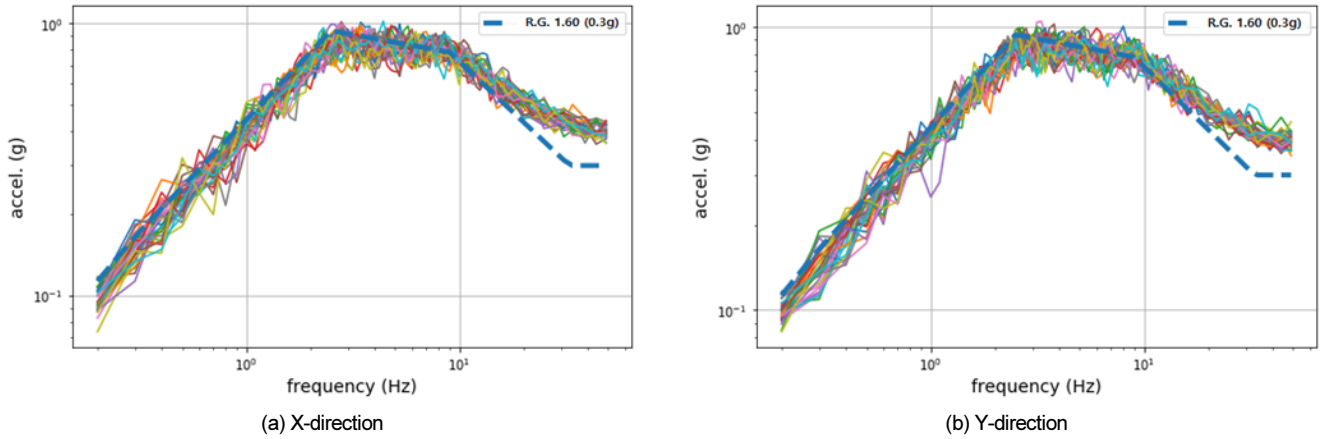 R.G. 1.60 (0.3g)
10⁰
10⁻¹
accel. (g)
10⁰
10¹
frequency (Hz)
(a) X-direction
R.G. 1.60 (0.3g)
10⁰
10⁻¹
accel. (g)
10⁰
10¹
frequency (Hz)
(b) Y-direction